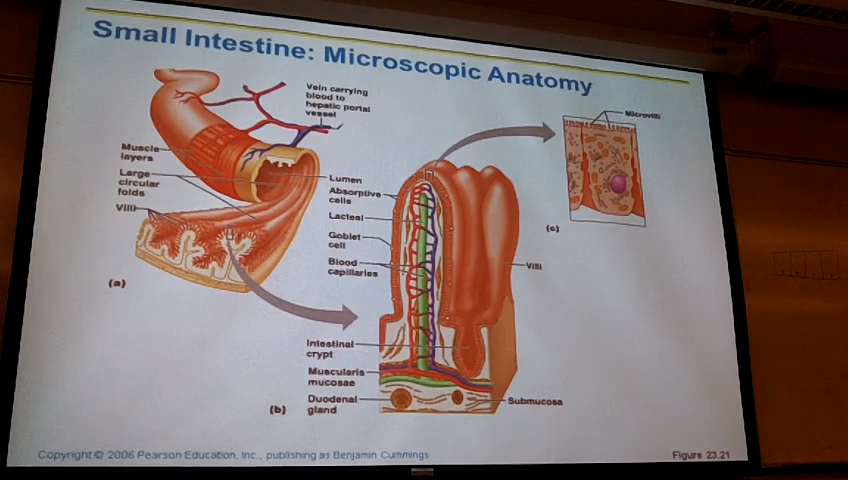 Small Intestine: Microscopic Anatomy
Vein carrying
blood to
hepatic portal
vessel
Muscle
layers
Large
circular
folds
Villi
(a)
Lumen
Absorptive
cells
Lacteal
Goblet
cell
Blood
capillaries
Intestinal
crypt
Muscularis
mucosae
Duodenal
gland
(b)
Villi
Submucosa
Microvilli
(c)
Copyright © 2006 Pearson Education, Inc., publishing as Benjamin Cummings
Figure 23.21